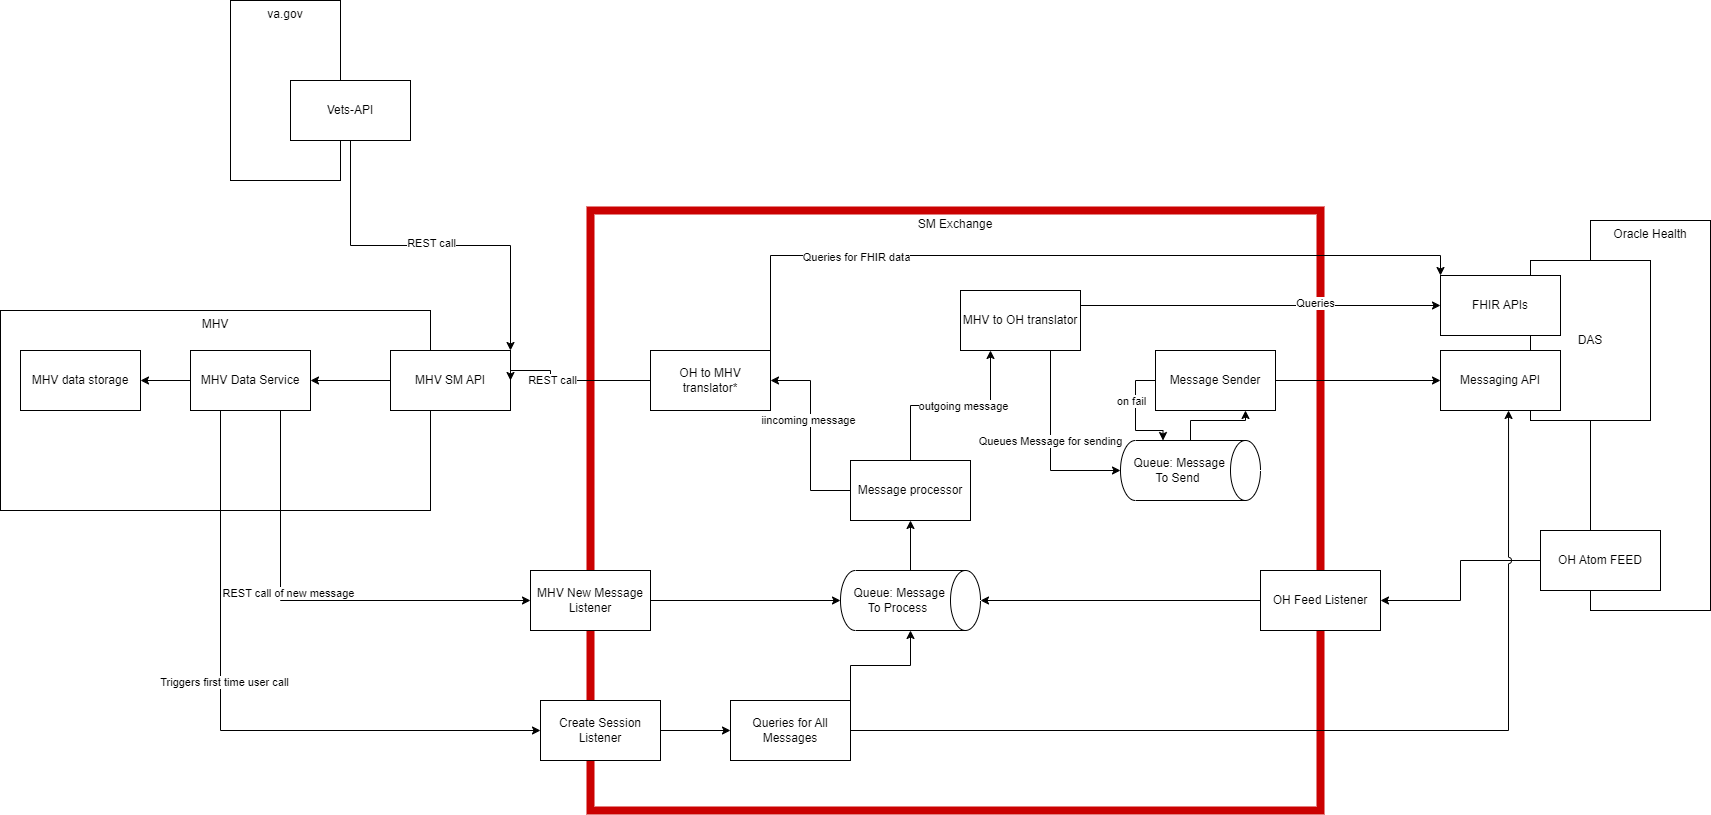 va.gov
Vets-API
REST call
SM Exchange
Oracle Health
Queries for FHIR data
MHV to OH translator
Queries
FHIR APIs
DAS
MHV
MHV data storage
MHV Data Service
MHV SM API
REST call
OH to MHV
translator*
Message Sender
Messaging API
on fail
outgoing message
iincoming message
Queues Message for sending
Queue: Message
To Send
Message processor
OH Atom FEED
REST call of new message
MHV New Message
Listener
Queue: Message
To Process
OH Feed Listener
Triggers first time user call
Create Session
Listener
Queries for All
Messages